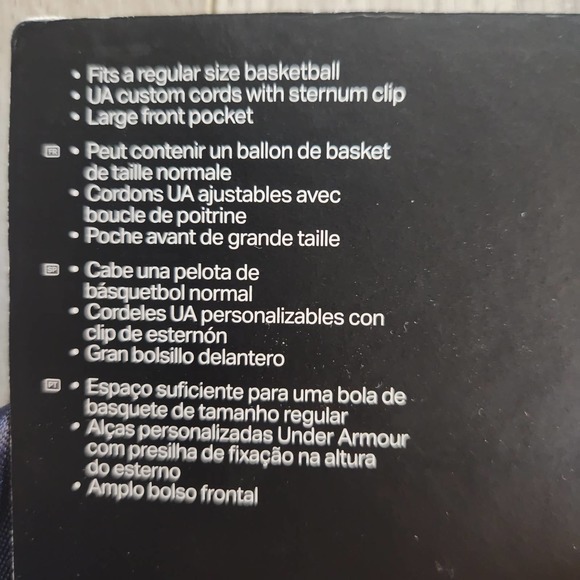 • Fits a regular size basketball
• UA custom cords with sternum clip
• Large front pocket
FR • Peut contenir un ballon de basket
de taille normale
• Cordons UA ajustables avec
boucle de poitrine
• Poche avant de grande taille
SP • Cabe una pelota de
básquetbol normal
• Cordeles UA personalizables con
clip de esternón
• Gran bolsillo delantero
PT • Espaço suficiente para uma bola de
basquete de tamanho regular
• Alças personalizadas Under Armour
com presilha de fixação na altura
do esterno
• Amplo bolso frontal